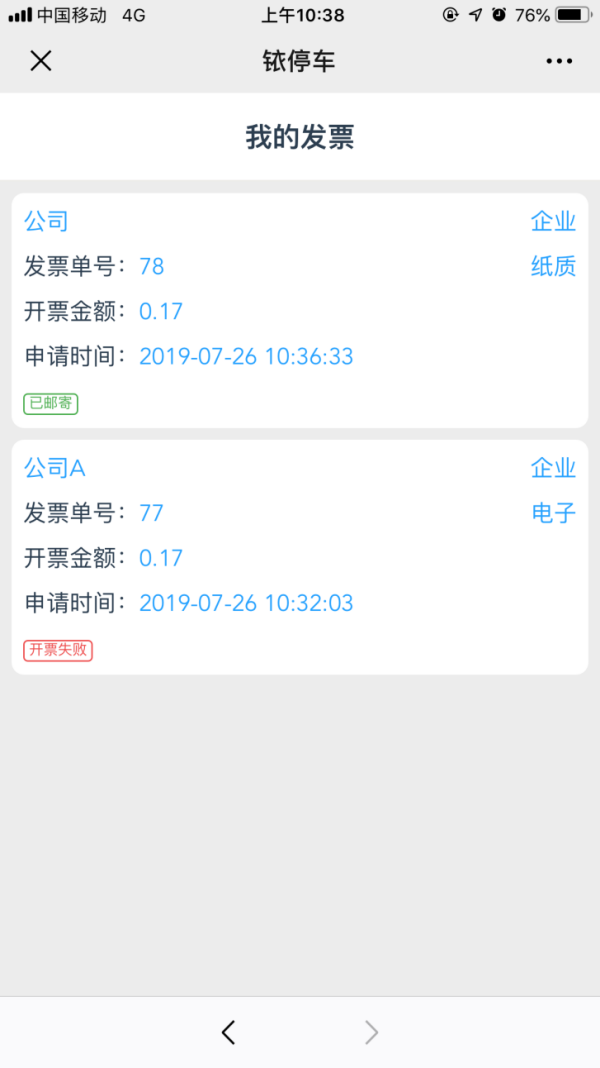 中国移动 4G 上午10:38 76%
铱停车
我的发票
公司 企业
发票单号：78 纸质
开票金额：0.17
申请时间：2019-07-26 10:36:33
已邮寄
公司A 企业
发票单号：77 电子
开票金额：0.17
申请时间：2019-07-26 10:32:03
开票失败